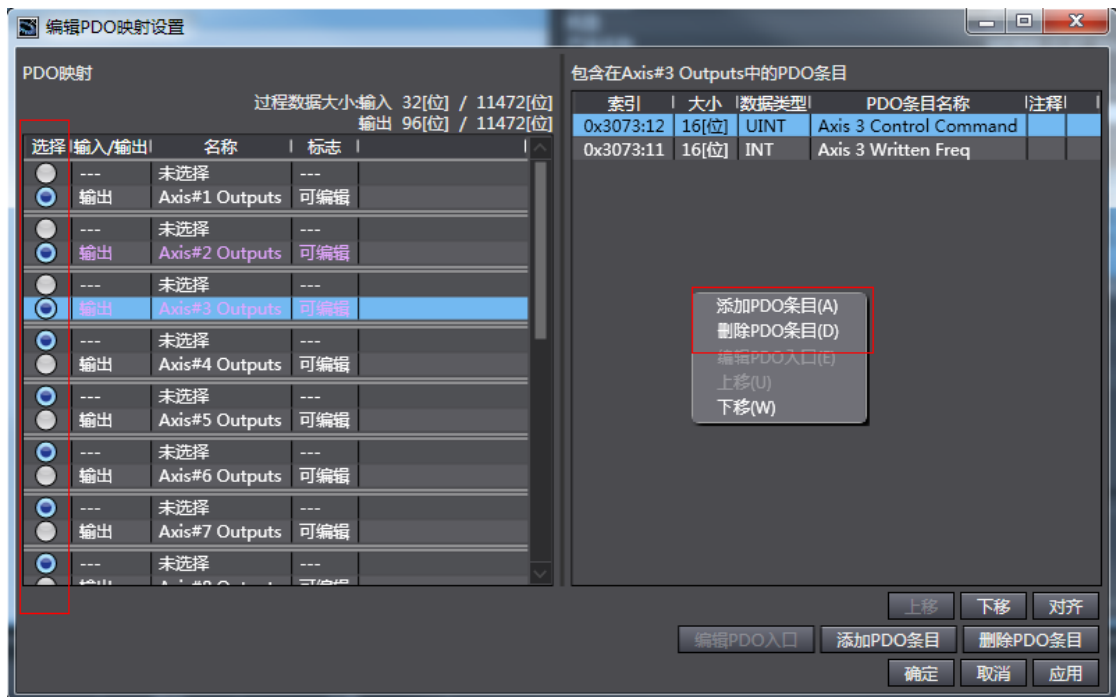 编辑PDO映射设置
PDO映射
过程数据大小:输入 32[位] / 11472[位]
输出 96[位] / 11472[位]
选择 输入/输出 名称 标志
--- 未选择 ---
输出 Axis#1 Outputs 可编辑
--- 未选择 ---
输出 Axis#2 Outputs 可编辑
--- 未选择 ---
输出 Axis#3 Outputs 可编辑
--- 未选择 ---
输出 Axis#4 Outputs 可编辑
--- 未选择 ---
输出 Axis#5 Outputs 可编辑
--- 未选择 ---
输出 Axis#6 Outputs 可编辑
--- 未选择 ---
输出 Axis#7 Outputs 可编辑
--- 未选择 ---
包含在Axis#3 Outputs中的PDO条目
索引 大小 数据类型 PDO条目名称 注释
0x3073:12 16[位] UINT Axis 3 Control Command
0x3073:11 16[位] INT Axis 3 Written Freq
添加PDO条目(A)
删除PDO条目(D)
编辑PDO入口(E)
上移(U)
下移(W)
上移 下移 对齐
编辑PDO入口 添加PDO条目 删除PDO条目
确定 取消 应用